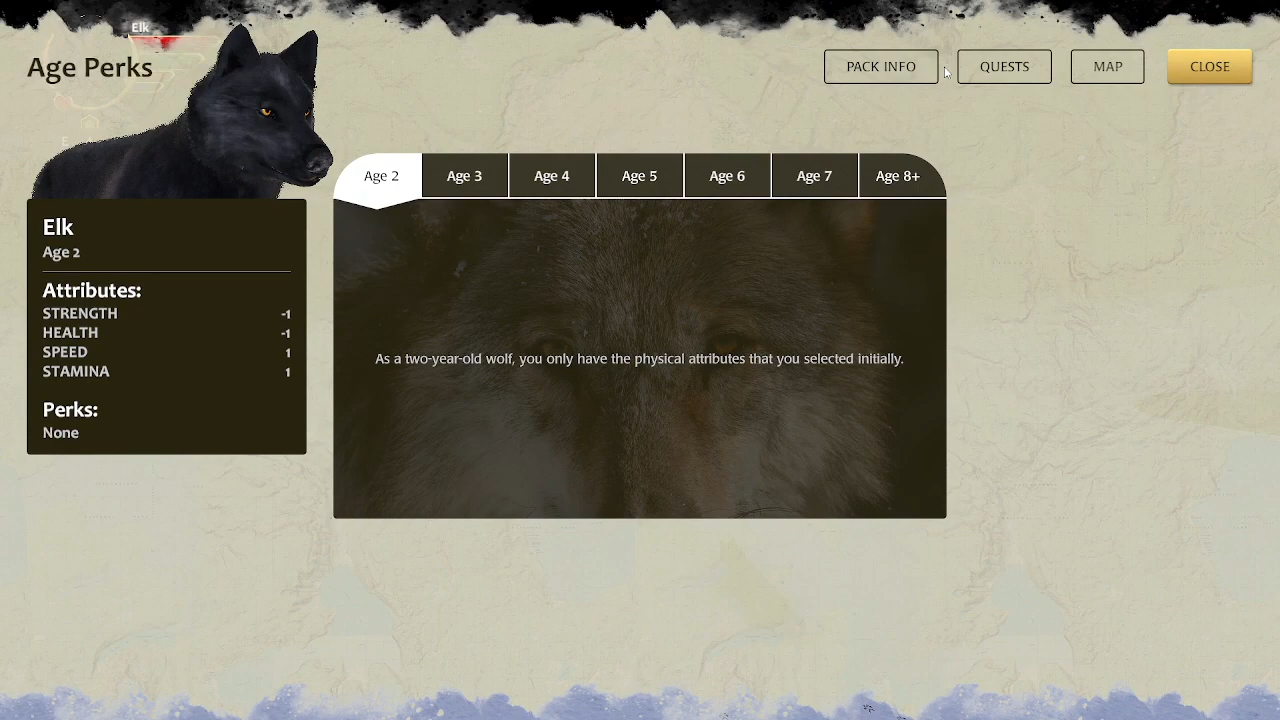 Elk
Age Perks
PACK INFO
QUESTS
MAP
CLOSE
Age 2
Age 3
Age 4
Age 5
Age 6
Age 7
Age 8+
Elk
Age 2
Attributes:
STRENGTH -1
HEALTH -1
SPEED 1
STAMINA 1
Perks:
None
As a two-year-old wolf, you only have the physical attributes that you selected initially.